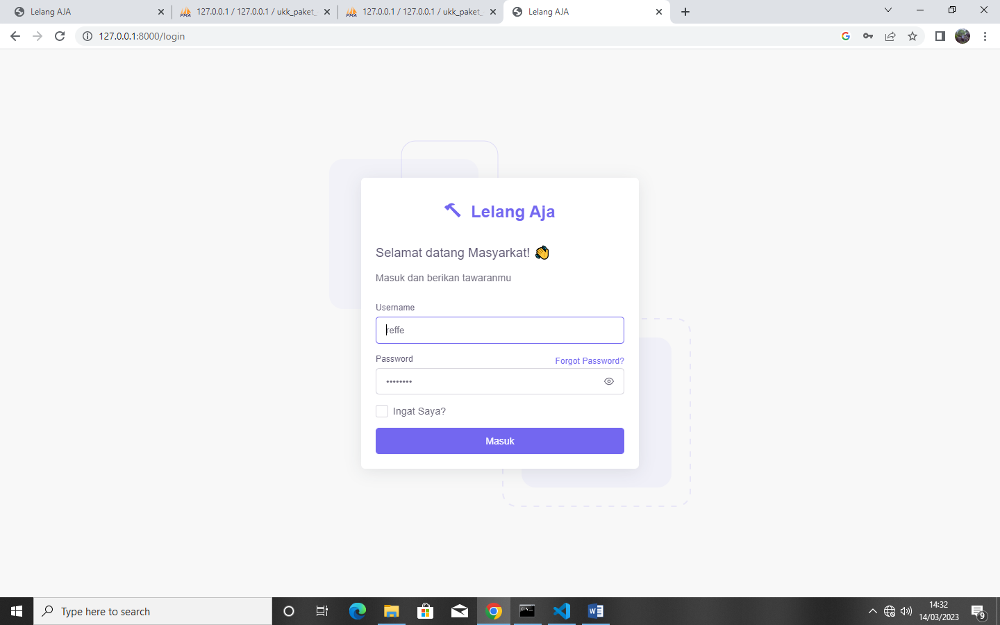 Lelang AJA
127.0.0.1 / 127.0.0.1 / ukk_paket_
127.0.0.1 / 127.0.0.1 / ukk_paket_
Lelang AJA
127.0.0.1:8000/login
Lelang Aja
Selamat datang Masyarkat!
Masuk dan berikan tawaranmu
Username
reffe
Password
Forgot Password?
Ingat Saya?
Masuk
Type here to search
14:32
14/03/2023
9